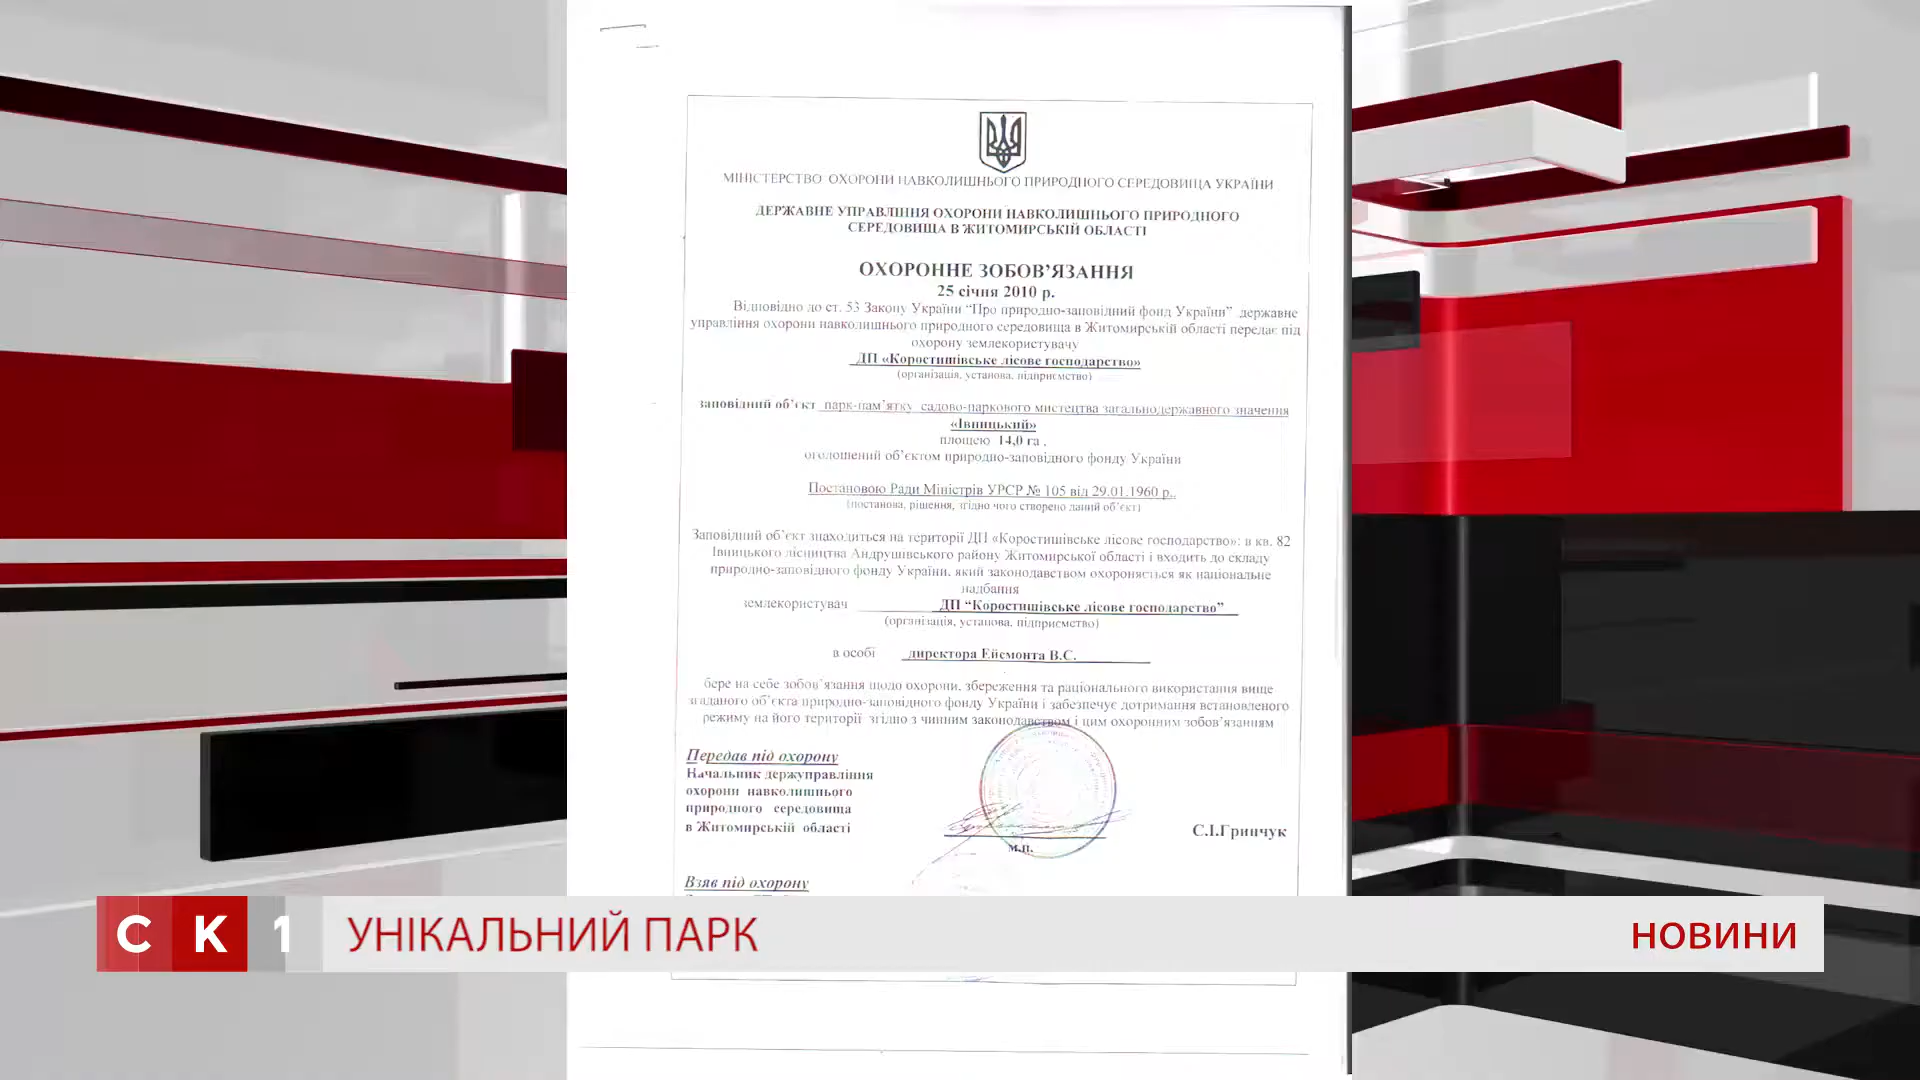 МІНІСТЕРСТВО ОХОРОНИ НАВКОЛИШНЬОГО ПРИРОДНОГО СЕРЕДОВИЩА УКРАЇНИ
ДЕРЖАВНЕ УПРАВЛІННЯ ОХОРОНИ НАВКОЛИШНЬОГО ПРИРОДНОГО
СЕРЕДОВИЩА В ЖИТОМИРСЬКІЙ ОБЛАСТІ
ОХОРОННЕ ЗОБОВ’ЯЗАННЯ
25 січня 2010 р.
Відповідно до ст. 53 Закону України “Про природно-заповідний фонд України” державне
управління охорони навколишнього природного середовища в Житомирській області передає під
охорону землекористувачу
ДП «Коростишівське лісове господарство»
(організація, установа, підприємство)
заповідний об’єкт парк-пам’ятку садово-паркового мистецтва загальнодержавного значення
«Івницький»
площею 14,0 га .
оголошений об’єктом природно-заповідного фонду України
Постановою Ради Міністрів УРСР № 105 від 29.01.1960 р..
(постанова, рішення, згідно чого створено даний об’єкт)
Заповідний об’єкт знаходиться на території ДП «Коростишівське лісове господарство»: в кв. 82
Івницького лісництва Андрушівського району Житомирської області і входить до складу
природно-заповідного фонду України, який законодавством охороняється як національне
надбання
землекористувач ДП “Коростишівське лісове господарство”
(організація, установа, підприємство)
в особі директора Ейсмонта В.С.
бере на себе зобов’язання щодо охорони, збереження та раціонального використання вище
згаданого об’єкта природно-заповідного фонду України і забезпечує дотримання встановленого
режиму на його території згідно з чинним законодавством і цим охоронним зобов’язанням
Передав під охорону
Начальник держуправління
охорони навколишнього
природного середовища
в Житомирській області
С.І.Гринчук
м.п.
Взяв під охорону
СК1 УНІКАЛЬНИЙ ПАРК НОВИНИ